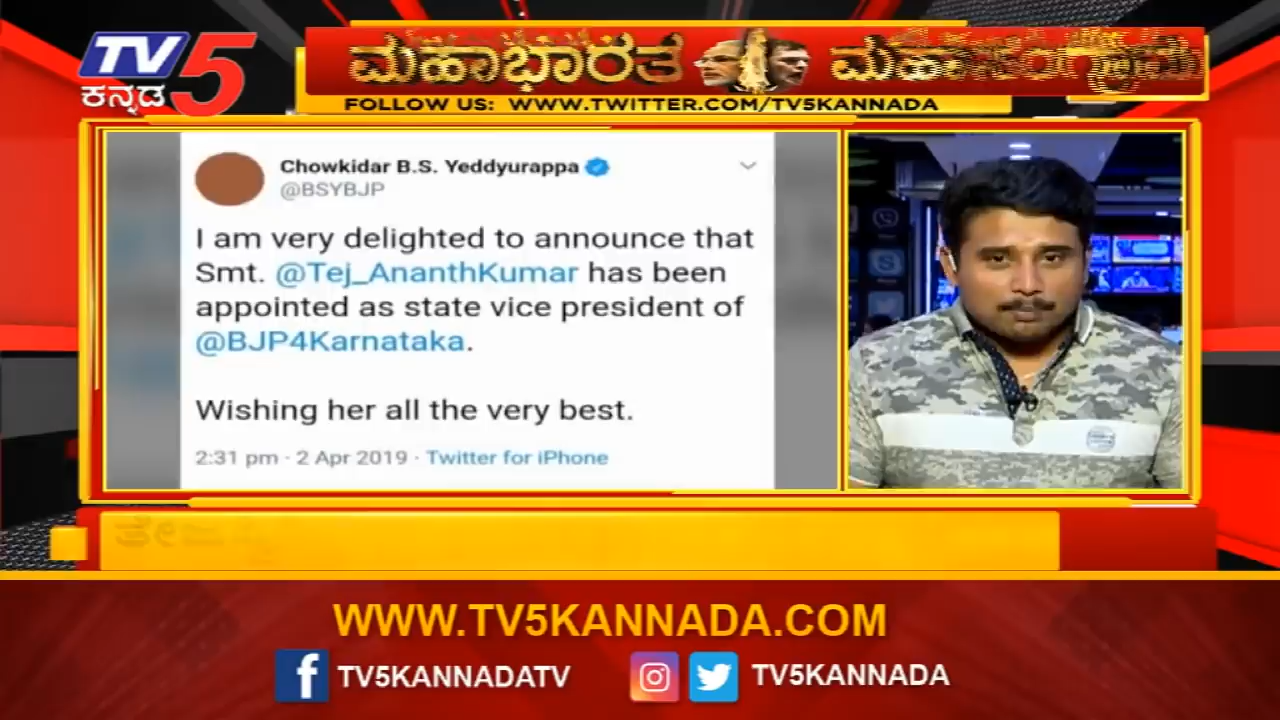 TV5
ಕನ್ನಡ
ಮಹಾಭಾರತ ಮಹಾಸಂಗ್ರಾಮ
FOLLOW US: WWW.TWITTER.COM/TV5KANNADA
Chowkidar B.S. Yeddyurappa
@BSYBJP
I am very delighted to announce that
Smt. @Tej_AnanthKumar has been
appointed as state vice president of
@BJP4Karnataka.
Wishing her all the very best.
2:31 pm · 2 Apr 2019 · Twitter for iPhone
WWW.TV5KANNADA.COM
TV5KANNADATV
TV5KANNADA